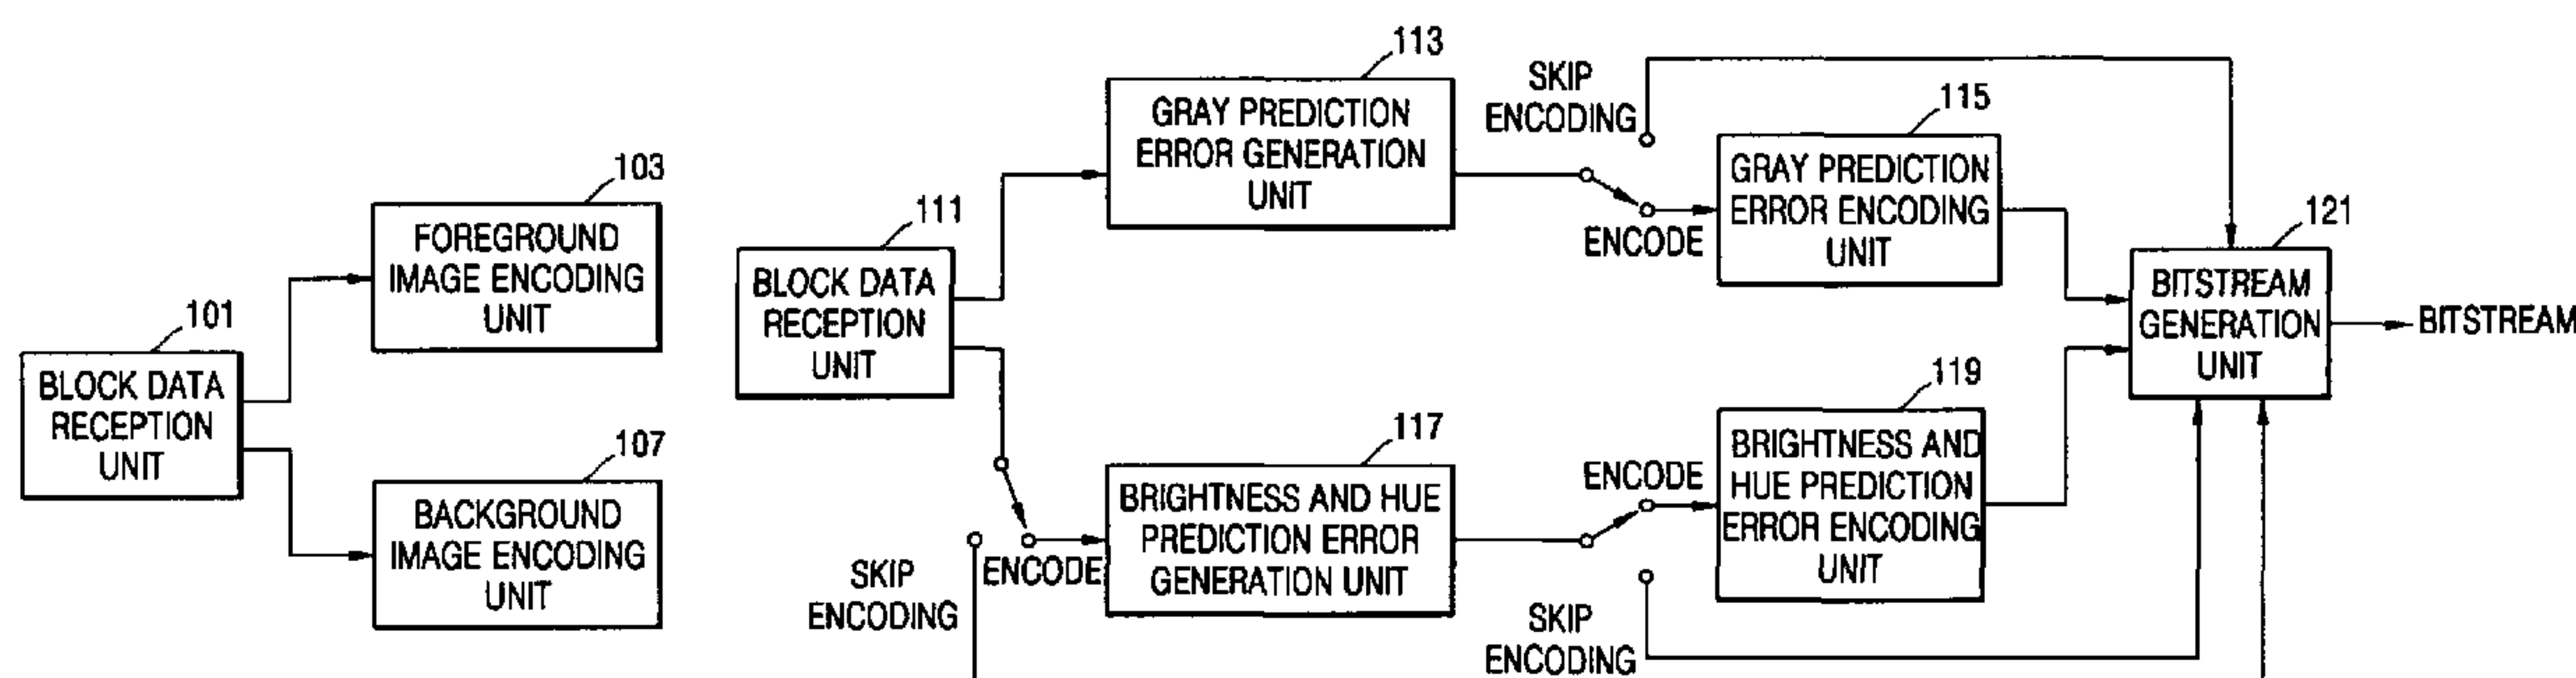 101
BLOCK DATA
RECEPTION
UNIT
103
FOREGROUND
IMAGE ENCODING
UNIT
107
BACKGROUND
IMAGE ENCODING
UNIT
111
BLOCK DATA
RECEPTION
UNIT
113
GRAY PREDICTION
ERROR GENERATION
UNIT
SKIP
ENCODING
ENCODE
115
GRAY PREDICTION
ERROR ENCODING
UNIT
SKIP
ENCODING
ENCODE
117
BRIGHTNESS AND HUE
PREDICTION ERROR
GENERATION UNIT
ENCODE
SKIP
ENCODING
119
BRIGHTNESS AND
HUE PREDICTION
ERROR ENCODING
UNIT
121
BITSTREAM
GENERATION
UNIT
BITSTREAM